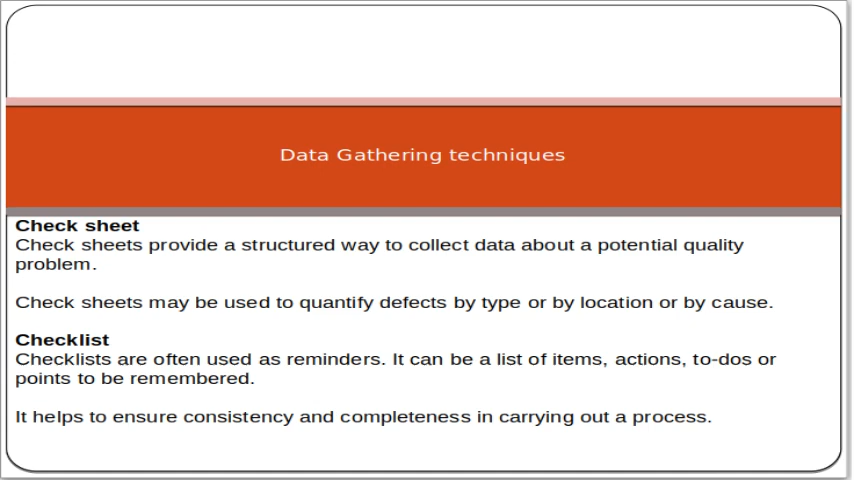 Data Gathering techniques
Check sheet
Check sheets provide a structured way to collect data about a potential quality
problem.
Check sheets may be used to quantify defects by type or by location or by cause.
Checklist
Checklists are often used as reminders. It can be a list of items, actions, to-dos or
points to be remembered.
It helps to ensure consistency and completeness in carrying out a process.